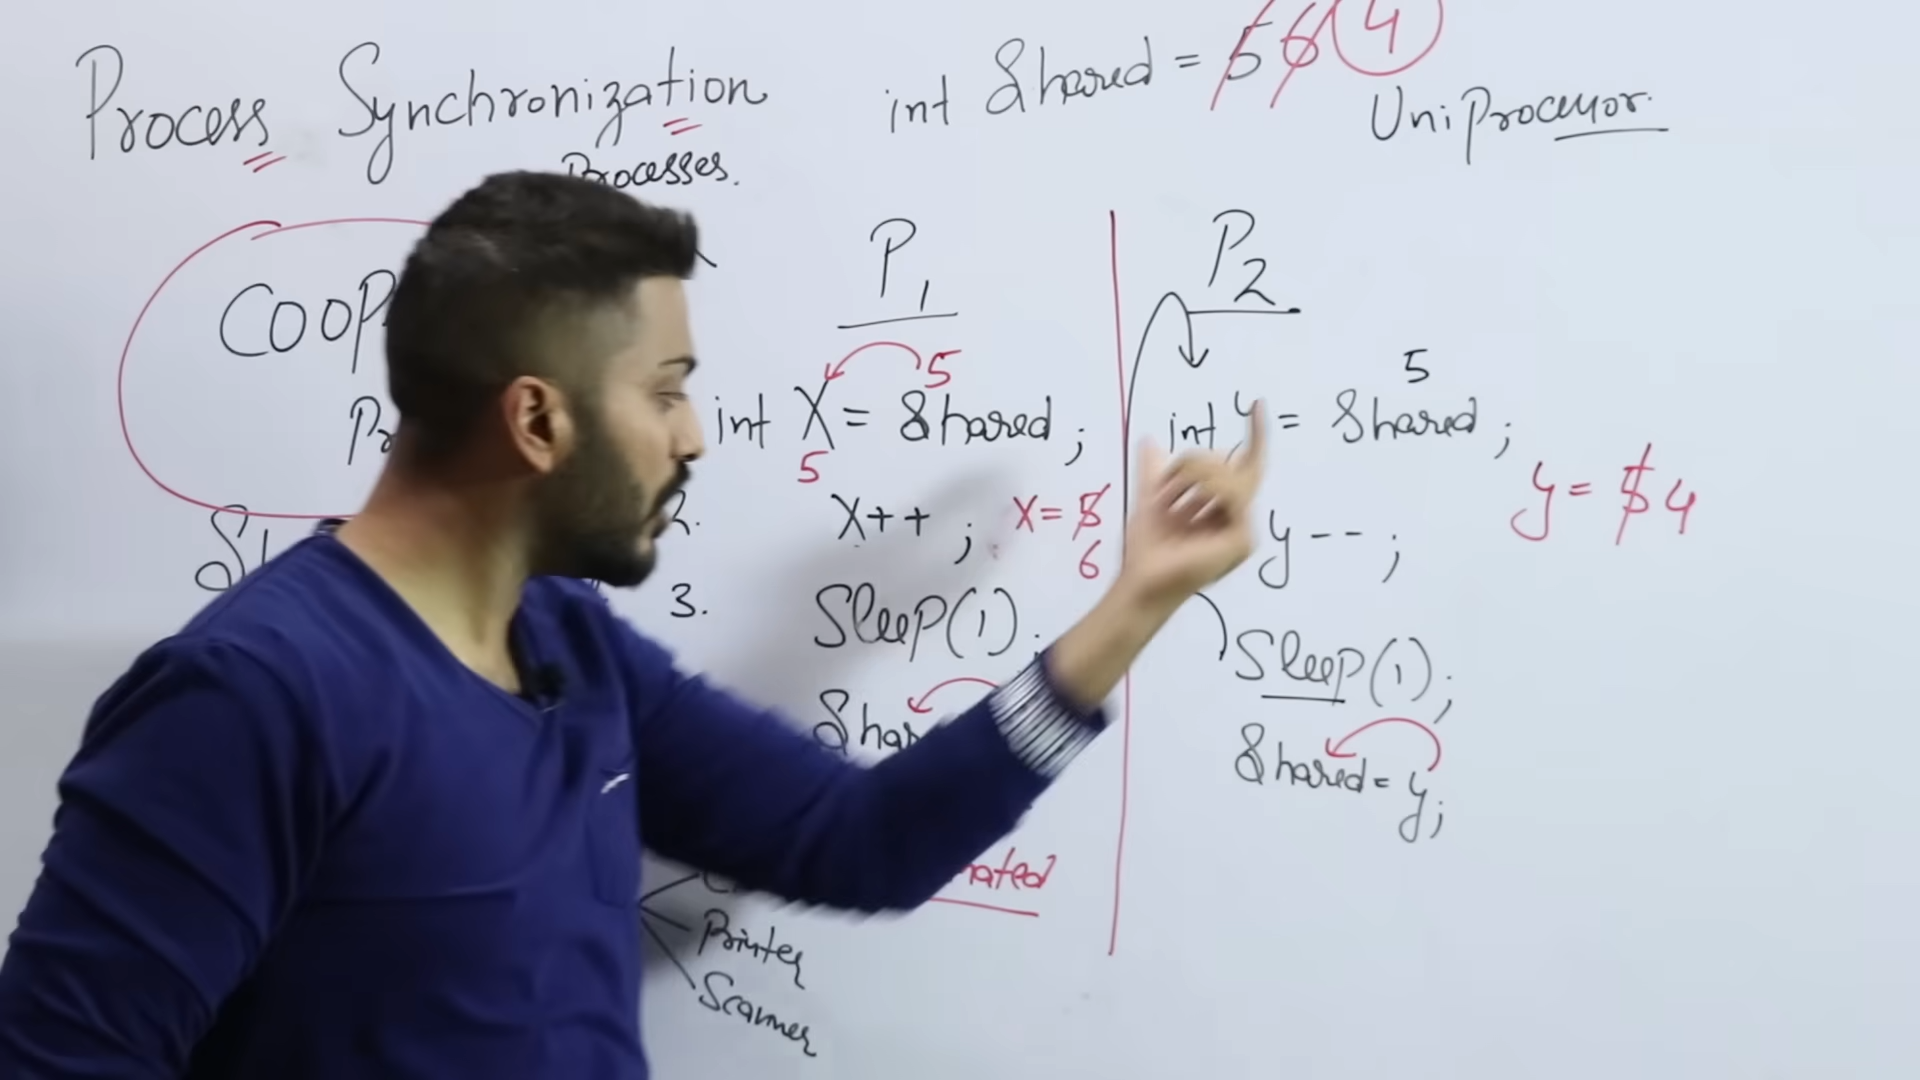 Process Synchronization
int Shared = 5 6 4
UniProcessor.
Processes.
P1
P2
5
int X = Shared ;
5
5
int y = Shared ;
2.
X++ ; X = 5
6
y-- ;
y = 5 4
3.
Sleep(1) ;
Sleep(1) ;
Shared = y ;
Printer
Scanner